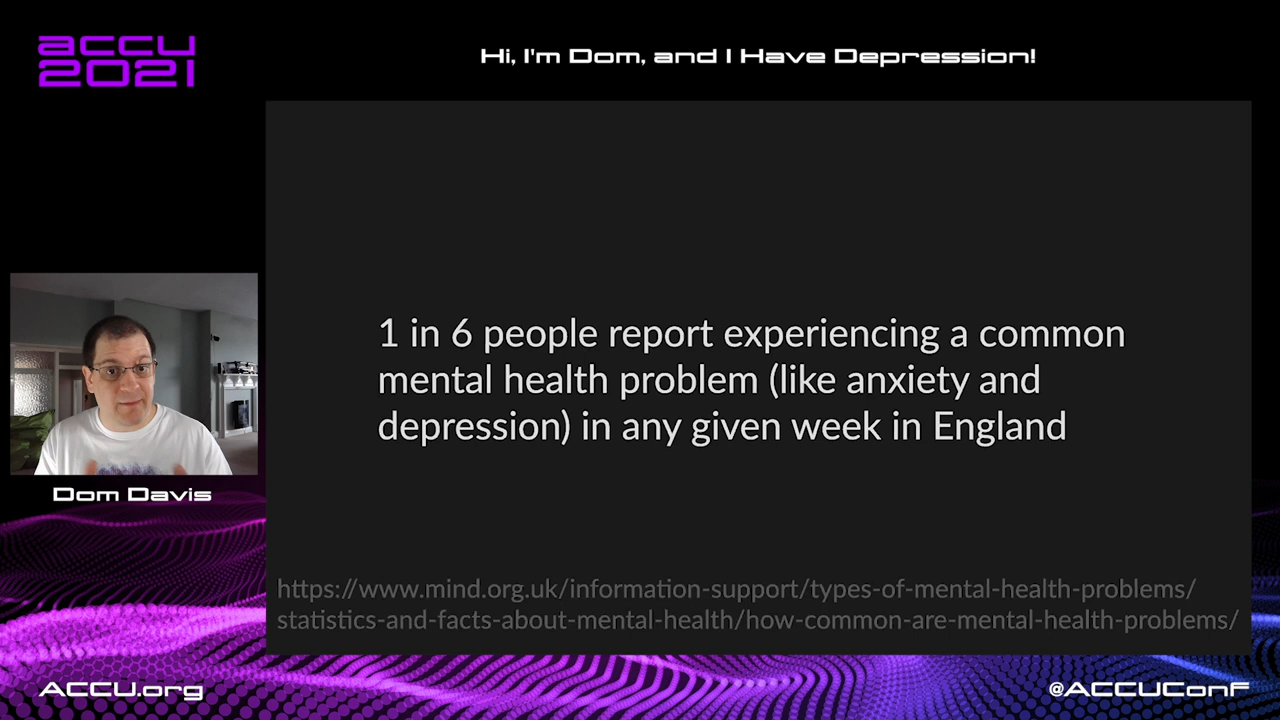 accu
2021
Hi, I'm Dom, and I Have Depression!
1 in 6 people report experiencing a common
mental health problem (like anxiety and
depression) in any given week in England
Dom Davis
https://www.mind.org.uk/information-support/types-of-mental-health-problems/
statistics-and-facts-about-mental-health/how-common-are-mental-health-problems/
ACCU.org
@ACCUConf